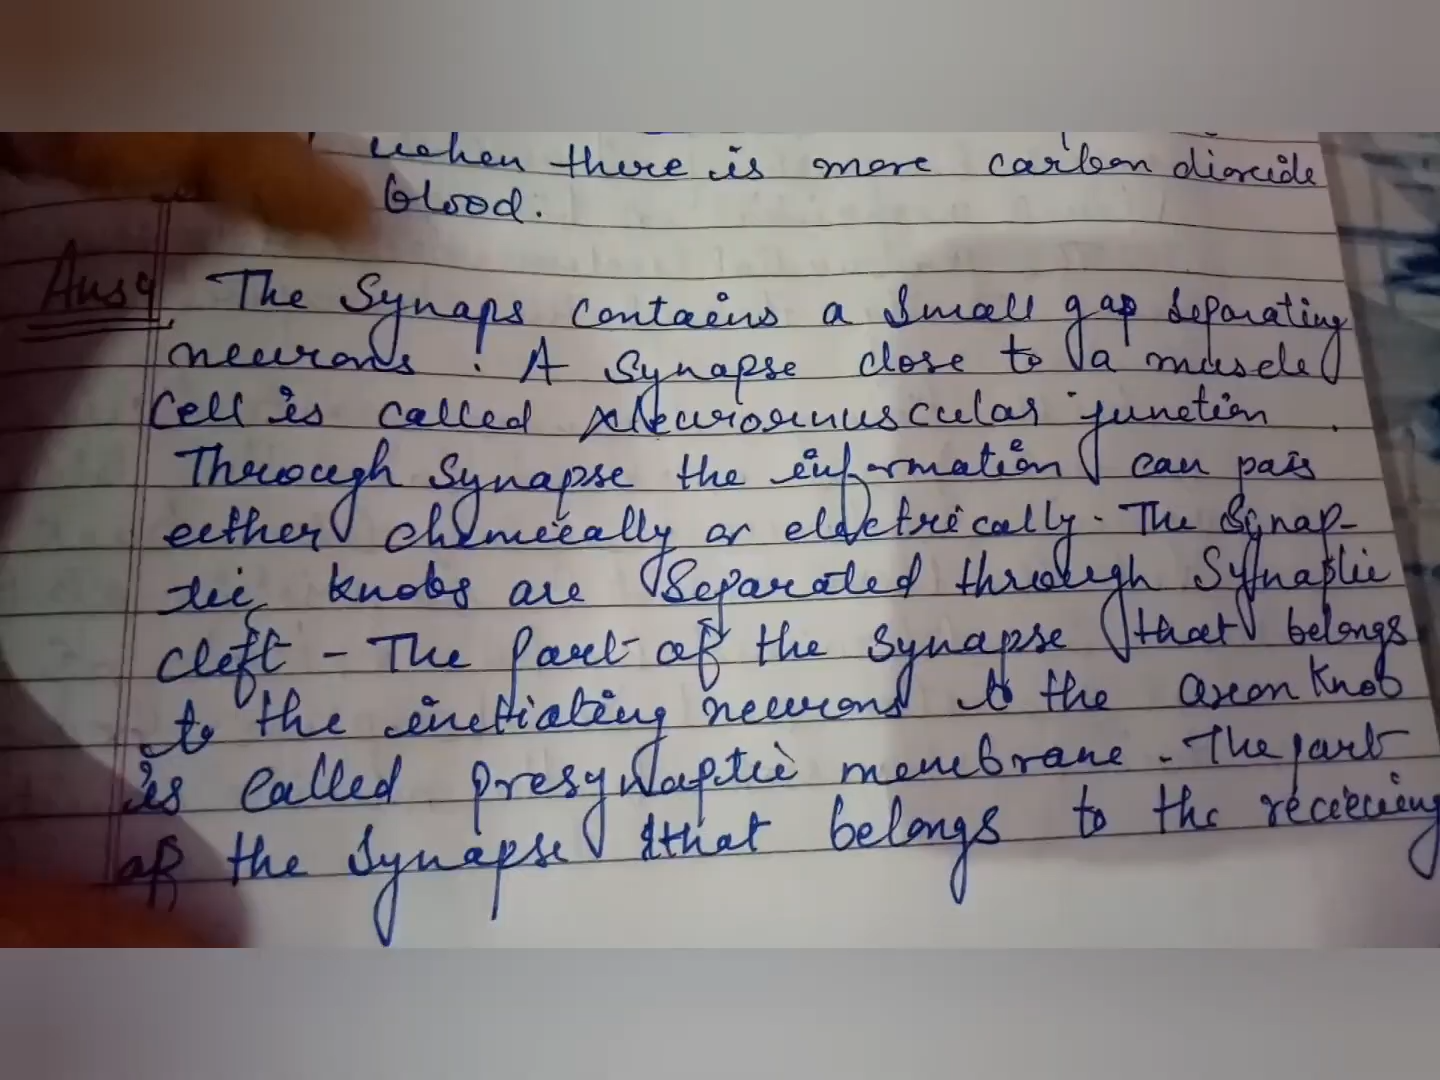 when there is more carbon dioxide
blood.
Ans 4 The Synaps contains a small gap separating
neurons. A synapse close to a muscle
cell is called Neuromuscular junction.
Through synapse the information can pass
either chemically or electrically. The Synap-
tic knobs are separated through Synaptic
cleft - The part of the synapse that belongs
to the initiating neurons to the axon knob
is called presynaptic membrane. The part
of the synapse that belongs to the